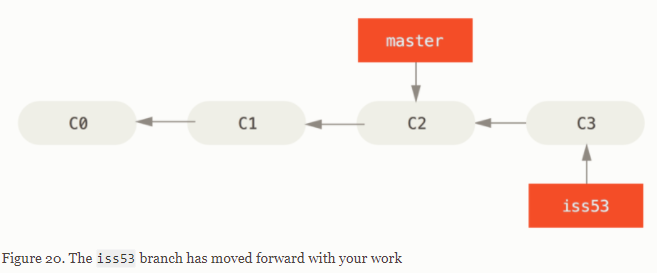 master
C0 C1 C2 C3
iss53
Figure 20. The iss53 branch has moved forward with your work